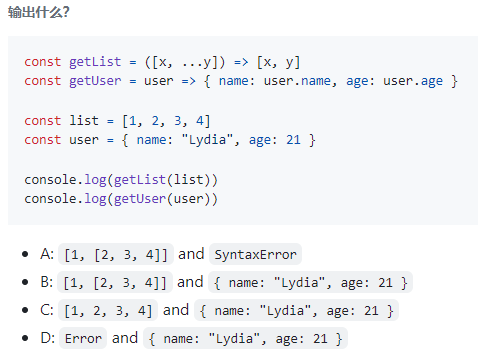 输出什么?
const getList = ([x, ...y]) => [x, y]
const getUser = user => { name: user.name, age: user.age }
const list = [1, 2, 3, 4]
const user = { name: "Lydia", age: 21 }
console.log(getList(list))
console.log(getUser(user))
A: [1, [2, 3, 4]] and SyntaxError
B: [1, [2, 3, 4]] and { name: "Lydia", age: 21 }
C: [1, 2, 3, 4] and { name: "Lydia", age: 21 }
D: Error and { name: "Lydia", age: 21 }